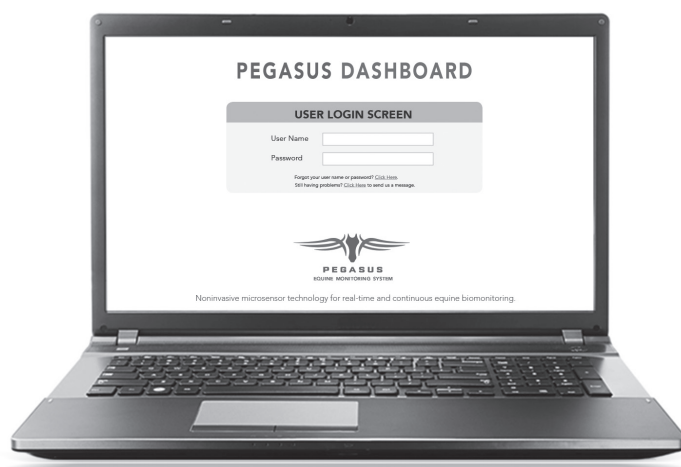 PEGASUS DASHBOARD
USER LOGIN SCREEN
User Name
Password
Forgot your user name or password? Click Here.
Still having problems? Click Here to send us a message.
PEGASUS
EQUINE MONITORING SYSTEM
Noninvasive microsensor technology for real-time and continuous equine biomonitoring.